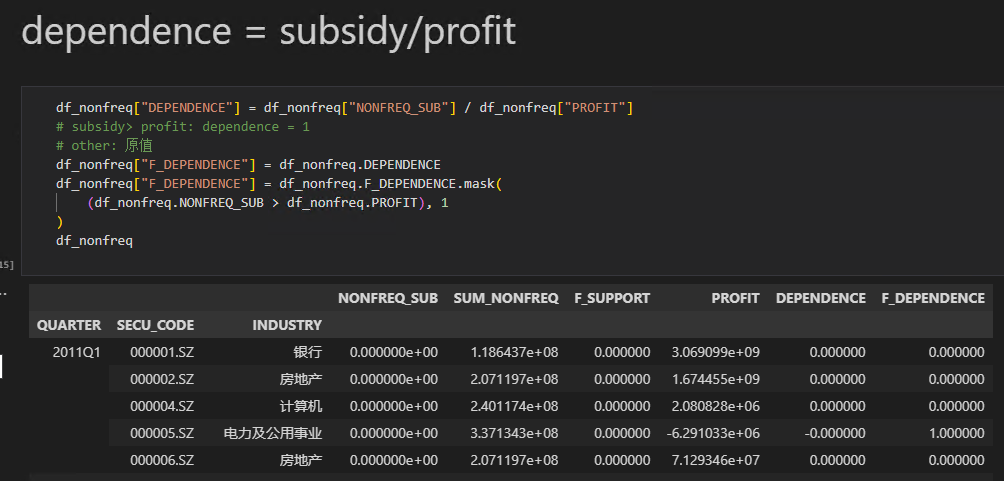 dependence = subsidy/profit
df_nonfreq["DEPENDENCE"] = df_nonfreq["NONFREQ_SUB"] / df_nonfreq["PROFIT"]
# subsidy> profit: dependence = 1
# other: 原值
df_nonfreq["F_DEPENDENCE"] = df_nonfreq.DEPENDENCE
df_nonfreq["F_DEPENDENCE"] = df_nonfreq.F_DEPENDENCE.mask(
(df_nonfreq.NONFREQ_SUB > df_nonfreq.PROFIT), 1
)
df_nonfreq
15]
NONFREQ_SUB SUM_NONFREQ F_SUPPORT PROFIT DEPENDENCE F_DEPENDENCE
QUARTER SECU_CODE INDUSTRY
2011Q1 000001.SZ 银行 0.000000e+00 1.186437e+08 0.000000 3.069099e+09 0.000000 0.000000
000002.SZ 房地产 0.000000e+00 2.071197e+08 0.000000 1.674455e+09 0.000000 0.000000
000004.SZ 计算机 0.000000e+00 2.401174e+08 0.000000 2.080828e+06 0.000000 0.000000
000005.SZ 电力及公用事业 0.000000e+00 3.371343e+08 0.000000 -6.291033e+06 -0.000000 1.000000
000006.SZ 房地产 0.000000e+00 2.071197e+08 0.000000 7.129346e+07 0.000000 0.000000